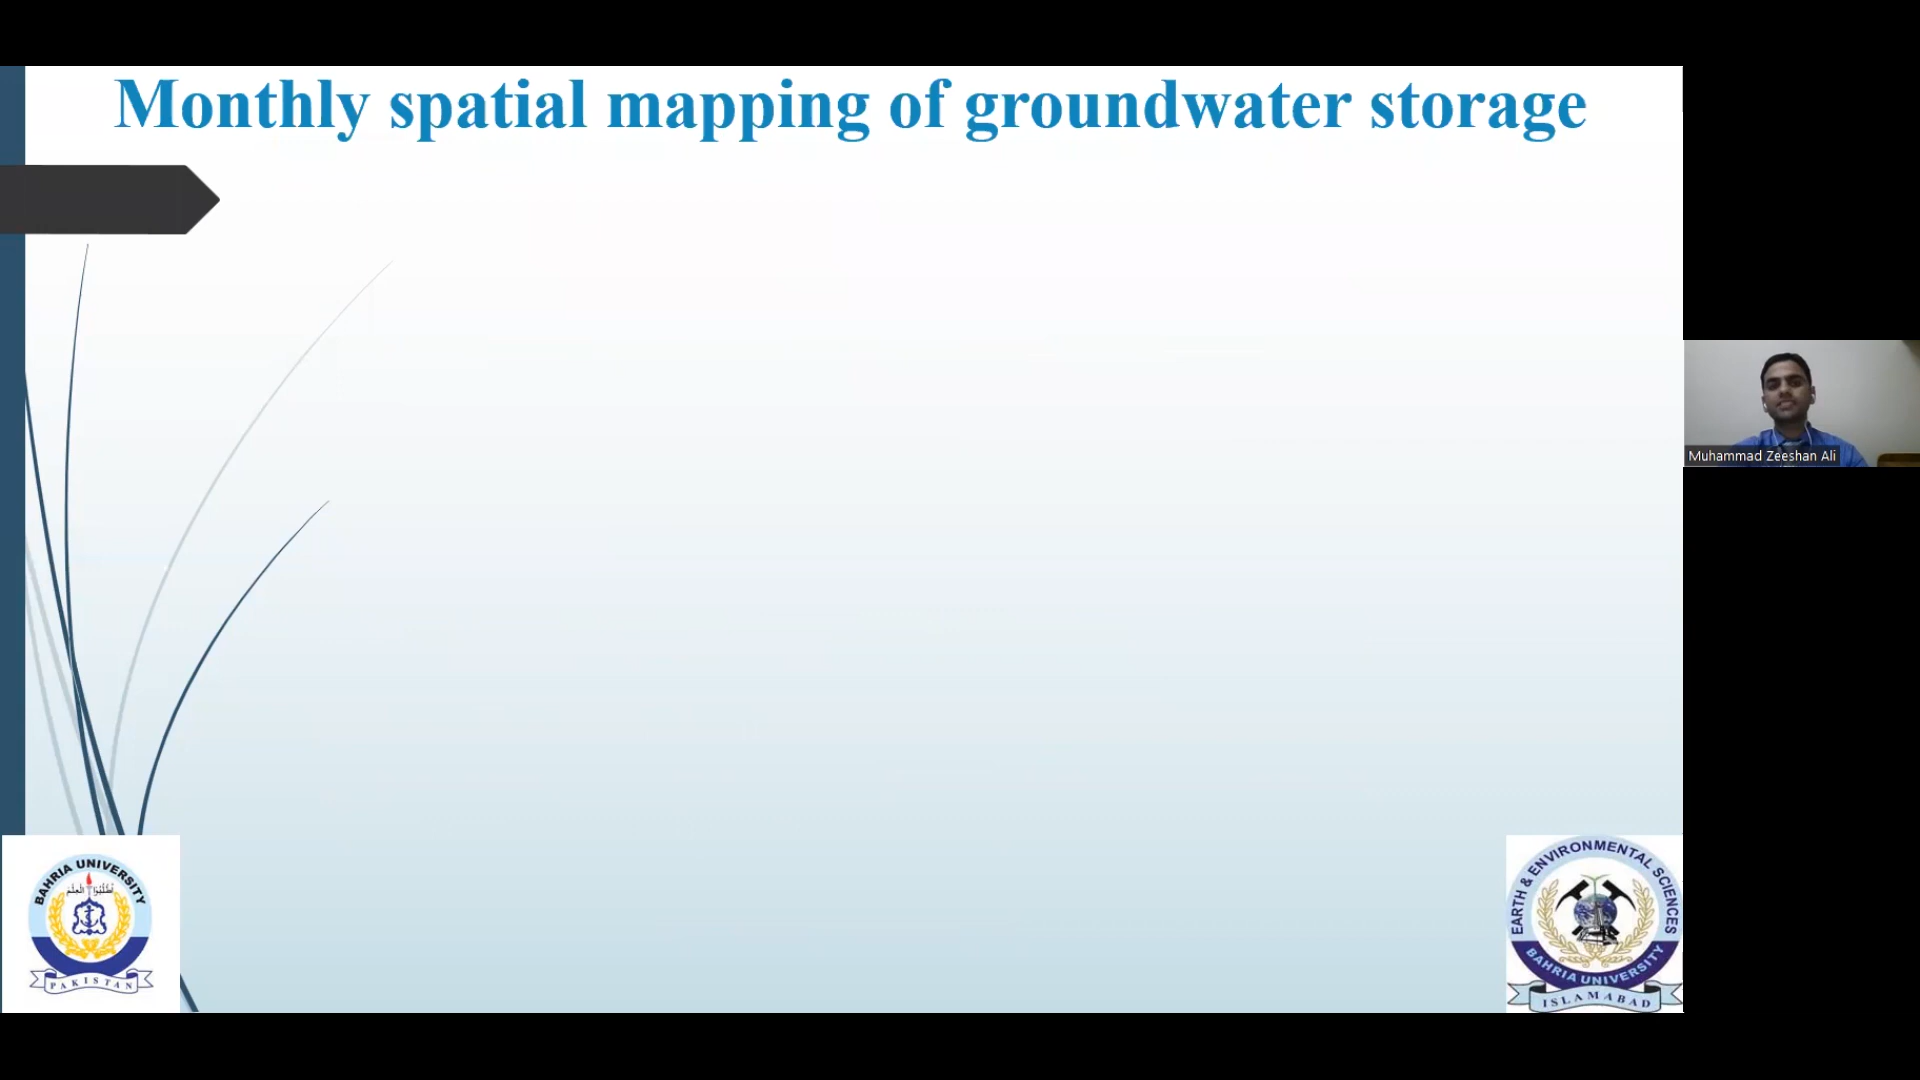 Monthly spatial mapping of groundwater storage
Muhammad Zeeshan Ali
BAHRIA UNIVERSITY
PAKISTAN
EARTH & ENVIRONMENTAL SCIENCES
BAHRIA UNIVERSITY
ISLAMABAD